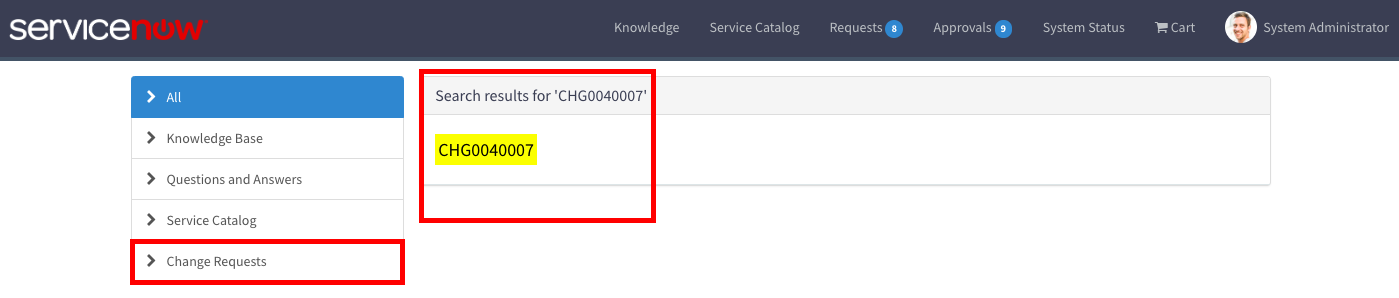 servicenow
Knowledge Service Catalog Requests 8 Approvals 9 System Status Cart System Administrator
All
Knowledge Base
Questions and Answers
Service Catalog
Change Requests
Search results for 'CHG0040007'
CHG0040007